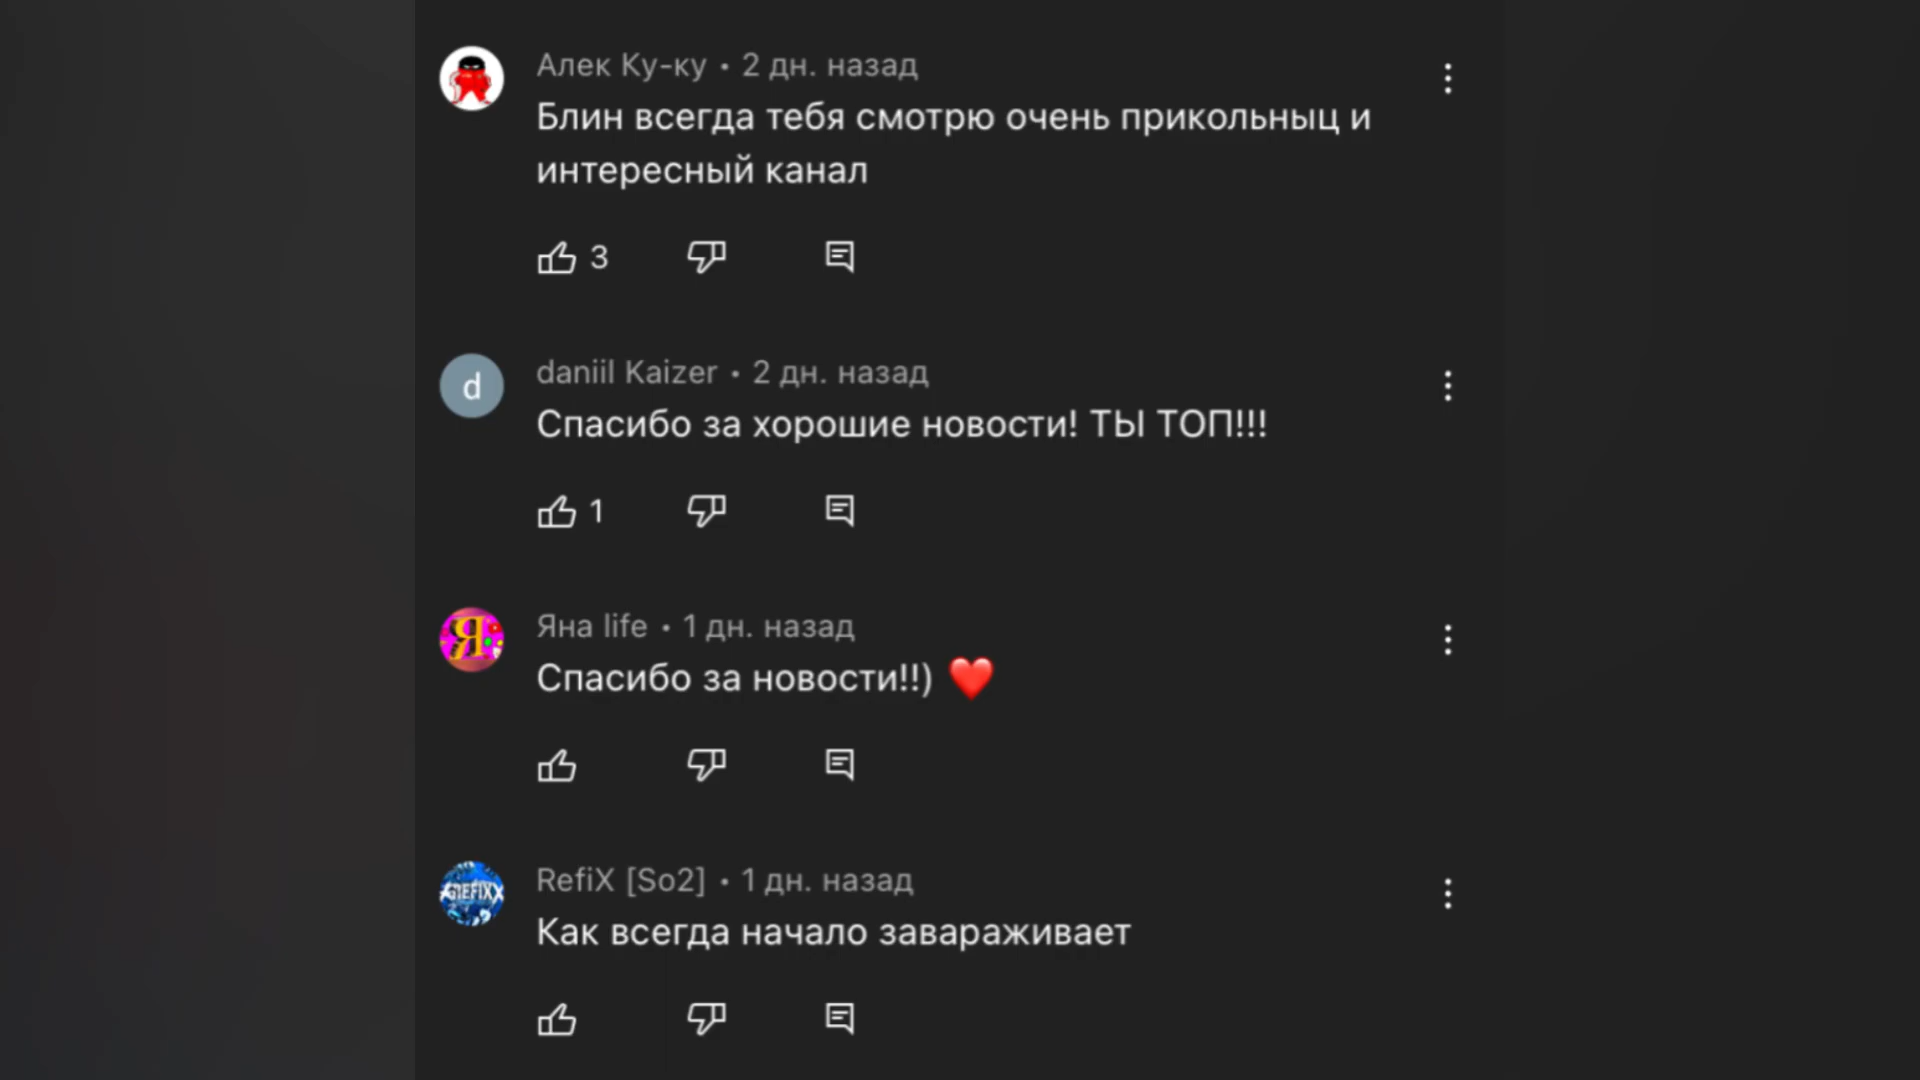 Алек Ку-ку • 2 дн. назад
Блин всегда тебя смотрю очень прикольныц и
интересный канал
3
d
daniil Kaizer • 2 дн. назад
Спасибо за хорошие новости! ТЫ ТОП!!!
1
Я
Яна life • 1 дн. назад
Спасибо за новости!!) ❤️
RefiX [So2] • 1 дн. назад
Как всегда начало завараживает